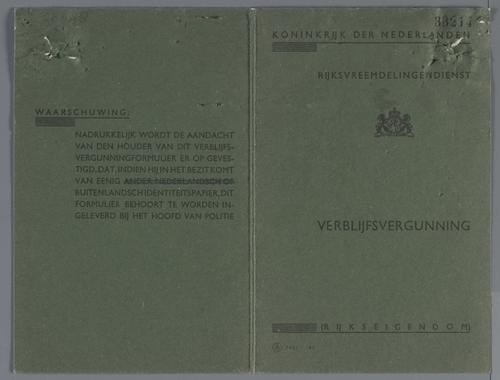 WAARSCHUWING:
NADRUKKELIJK WORDT DE AANDACHT
VAN DEN HOUDER VAN DIT VERBLIJFS-
VERGUNNINGFORMULIER ER OP GEVES-
TIGD, DAT, INDIEN HIJ IN HET BEZIT KOMT
VAN EENIG ANDER NEDERLANDSCH OF
BUITENLANDSCH IDENTITEITSPAPIER, DIT
FORMULIER BEHOORT TE WORDEN IN-
GELEVERD BIJ HET HOOFD VAN POLITIE
KONINKRIJK DER NEDERLANDEN
RIJKSVREEMDELINGENDIENST
VERBLIJFSVERGUNNING
(RIJKSEIGENDOM)